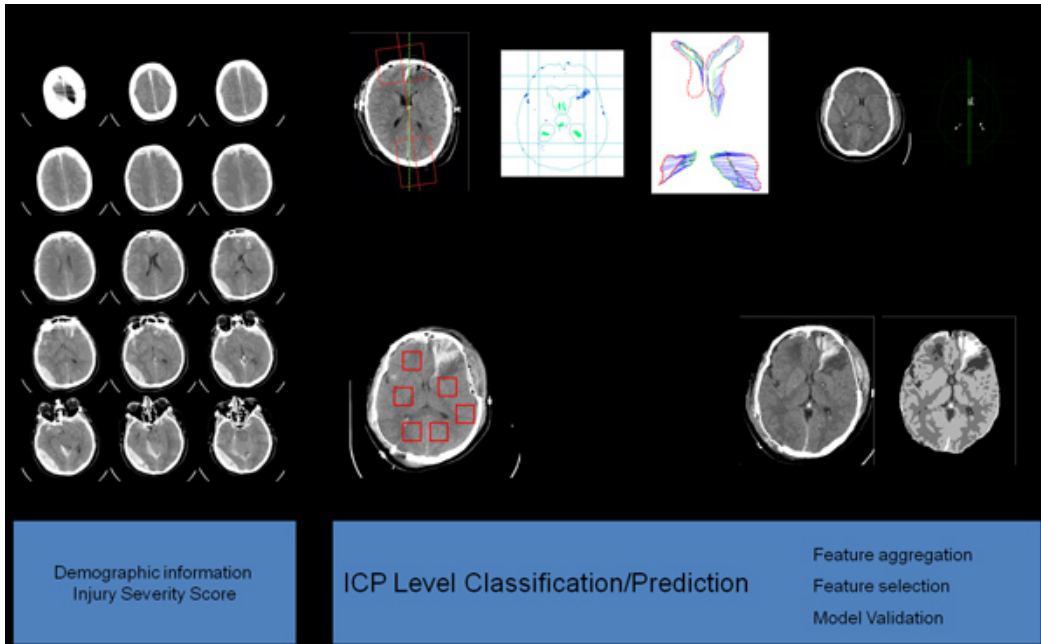 Demographic information
Injury Severity Score
ICP Level Classification/Prediction
Feature aggregation
Feature selection
Model Validation